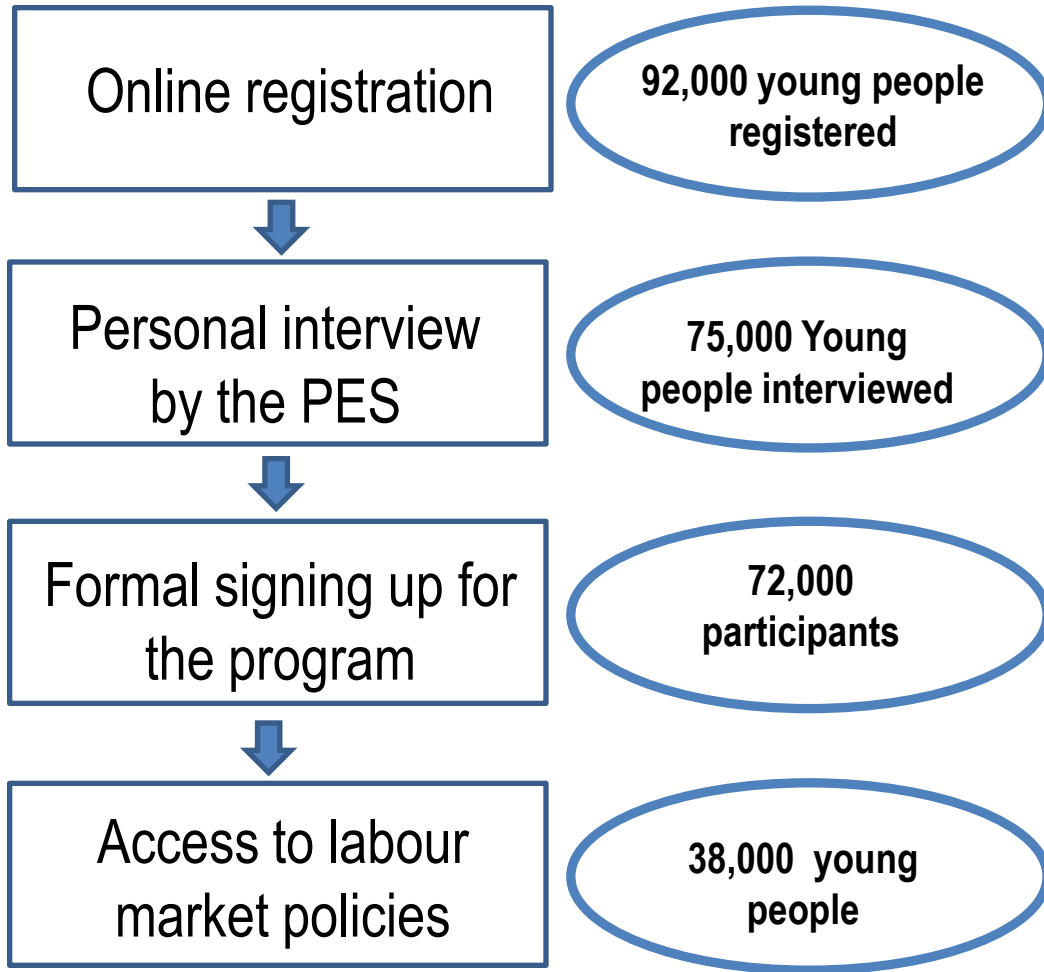 Online registration
92,000 young people
registered
Personal interview
by the PES
75,000 Young
people interviewed
Formal signing up for
the program
72,000
participants
Access to labour
market policies
38,000 young
people